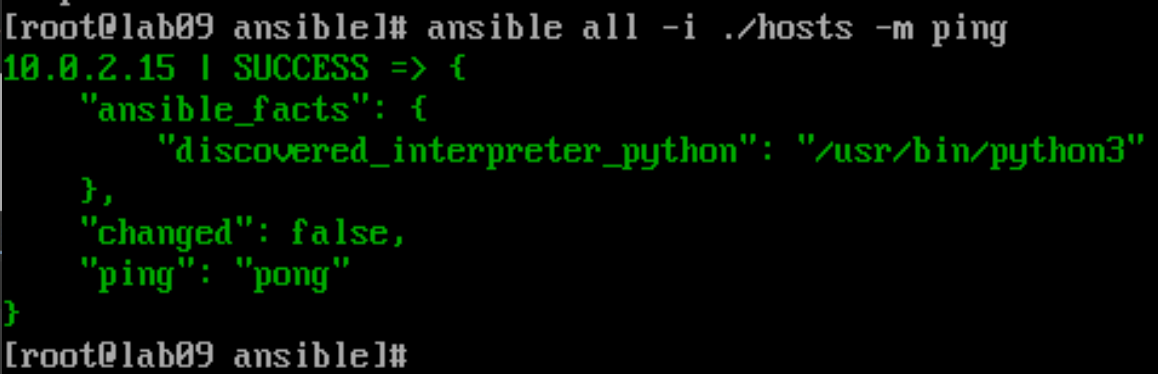 [root@lab09 ansible]# ansible all -i ./hosts -m ping
10.0.2.15 | SUCCESS => {
    "ansible_facts": {
        "discovered_interpreter_python": "/usr/bin/python3"
    },
    "changed": false,
    "ping": "pong"
}
[root@lab09 ansible]#